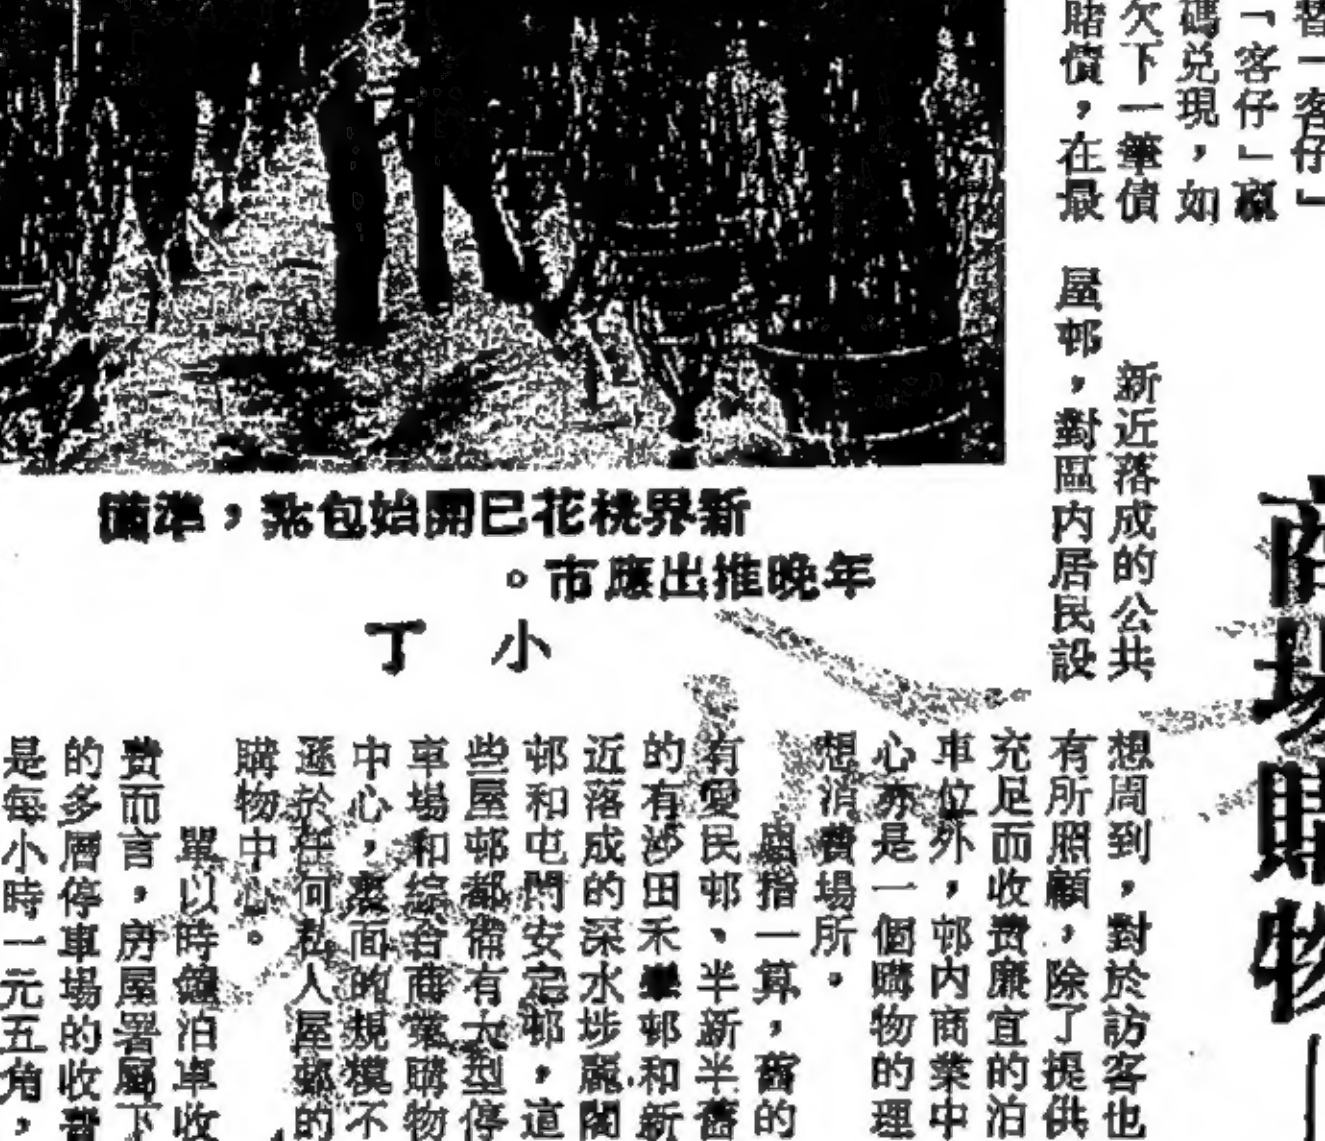 替一客仔」
「客仔」贏
碼兌現，如
欠下一筆債
賭債，在最
商場購物
新近落成的公共
屋邨，對區内居民設
想周到，對於訪客也
有所照顧，除了提供
充足而收費廉宜的泊
車位外，邨内商業中
心亦是一個購物的理
想消費場所。
屈指一算，舊的
有愛民邨、半新半舊
的有沙田禾輋邨和新
近落成的深水埗麗閣
邨和屯門安定邨，這
些屋邨都備有大型停
車場和綜合商業購物
中心，裏面的規模不
遜於任何私人屋邨的
購物中心。
單以時鐘泊車收
費而言，房屋署屬下
的多層停車場的收費
是每小時一元五角，
新界桃花已開始包紮，準備
年晚推出應市。
小丁